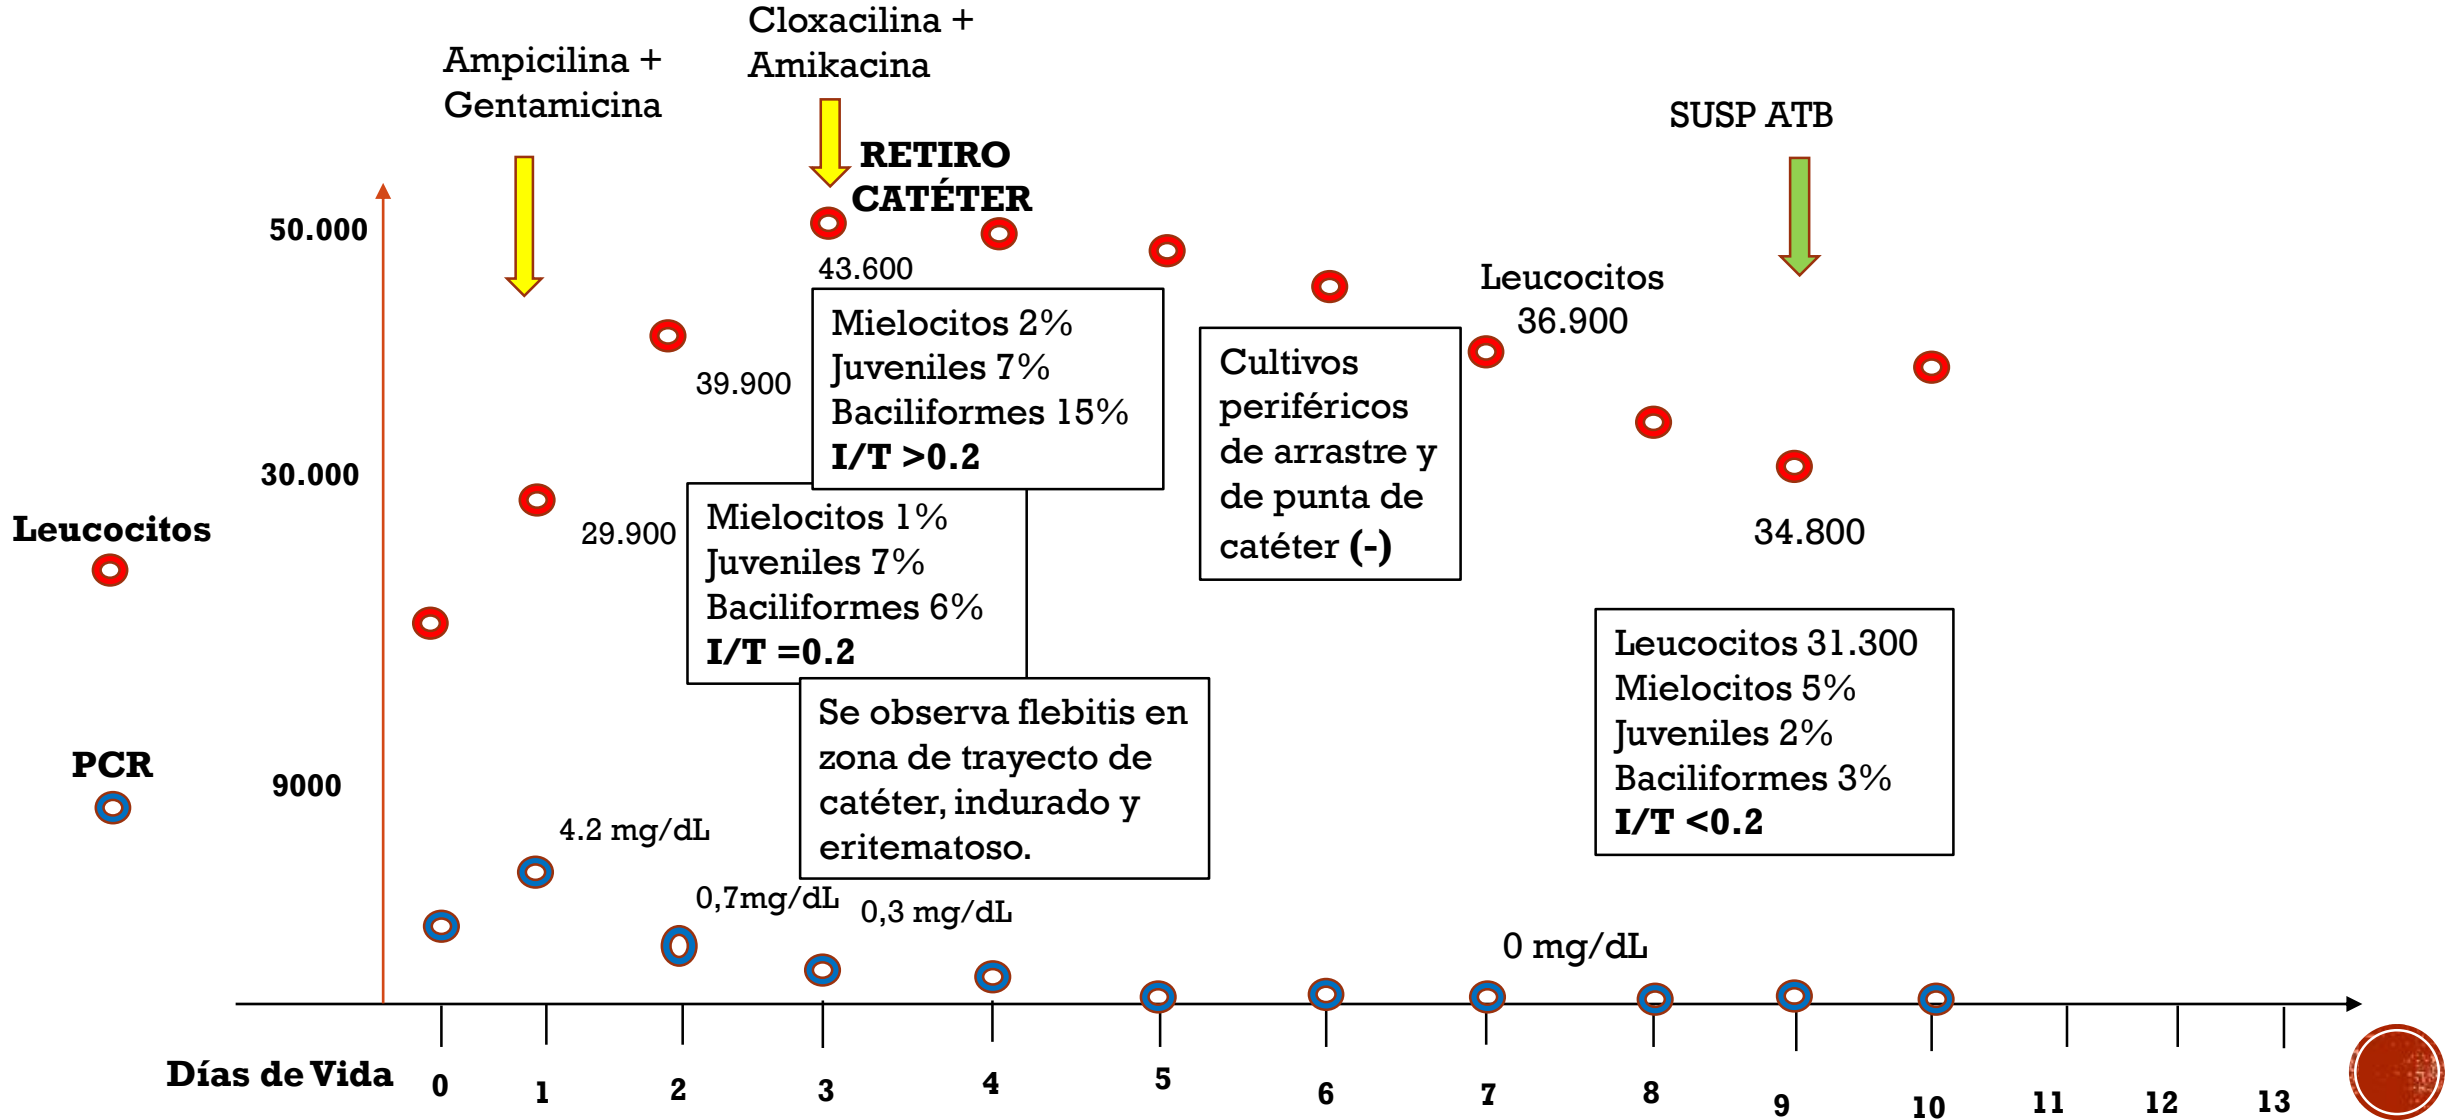 Cloxacilina +
Amikacina
Ampicilina +
Gentamicina
SUSP ATB
RETIRO
CATÉTER
50.000
43.600
Leucocitos
36.900
Mielocitos 2%
Juveniles 7%
Baciliformes 15%
I/T >0.2
39.900
Cultivos
periféricos
de arrastre y
de punta de
catéter (-)
30.000
29.900
Leucocitos
Mielocitos 1%
Juveniles 7%
Baciliformes 6%
I/T =0.2
34.800
Leucocitos 31.300
Mielocitos 5%
Juveniles 2%
Baciliformes 3%
I/T <0.2
Se observa flebitis en
zona de trayecto de
catéter, indurado y
eritematoso.
PCR
9000
4.2 mg/dL
0,7mg/dL
0,3 mg/dL
0 mg/dL
Días de Vida
0 1 2 3 4 5 6 7 8 9 10 11 12 13